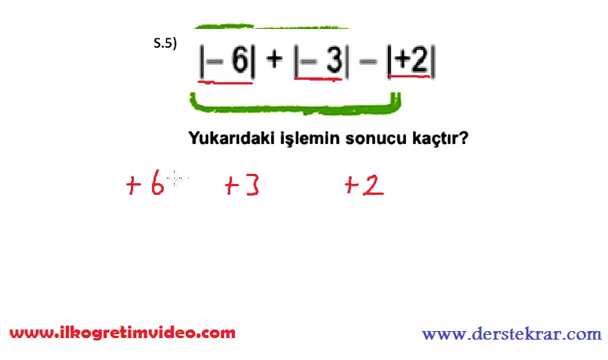 S.5)
|– 6| + |– 3| – |+2|
Yukarıdaki işlemin sonucu kaçtır?
+ 6 + 3 + 2
www.ilkogretimvideo.com
www.derstekrar.com